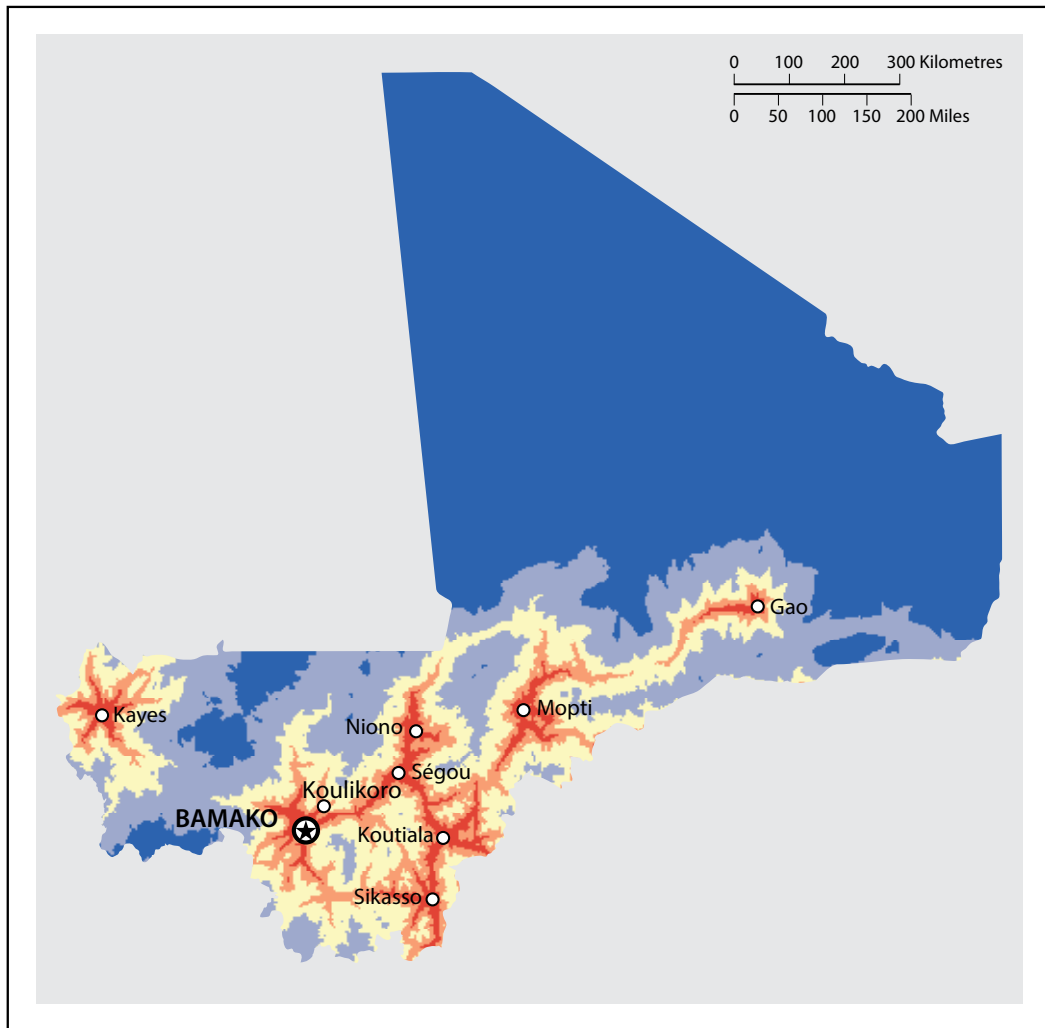 0 100 200 300 Kilometres
0 50 100 150 200 Miles
Gao
Kayes
Mopti
Niono
Ségou
Koulikoro
BAMAKO
Koutiala
Sikasso